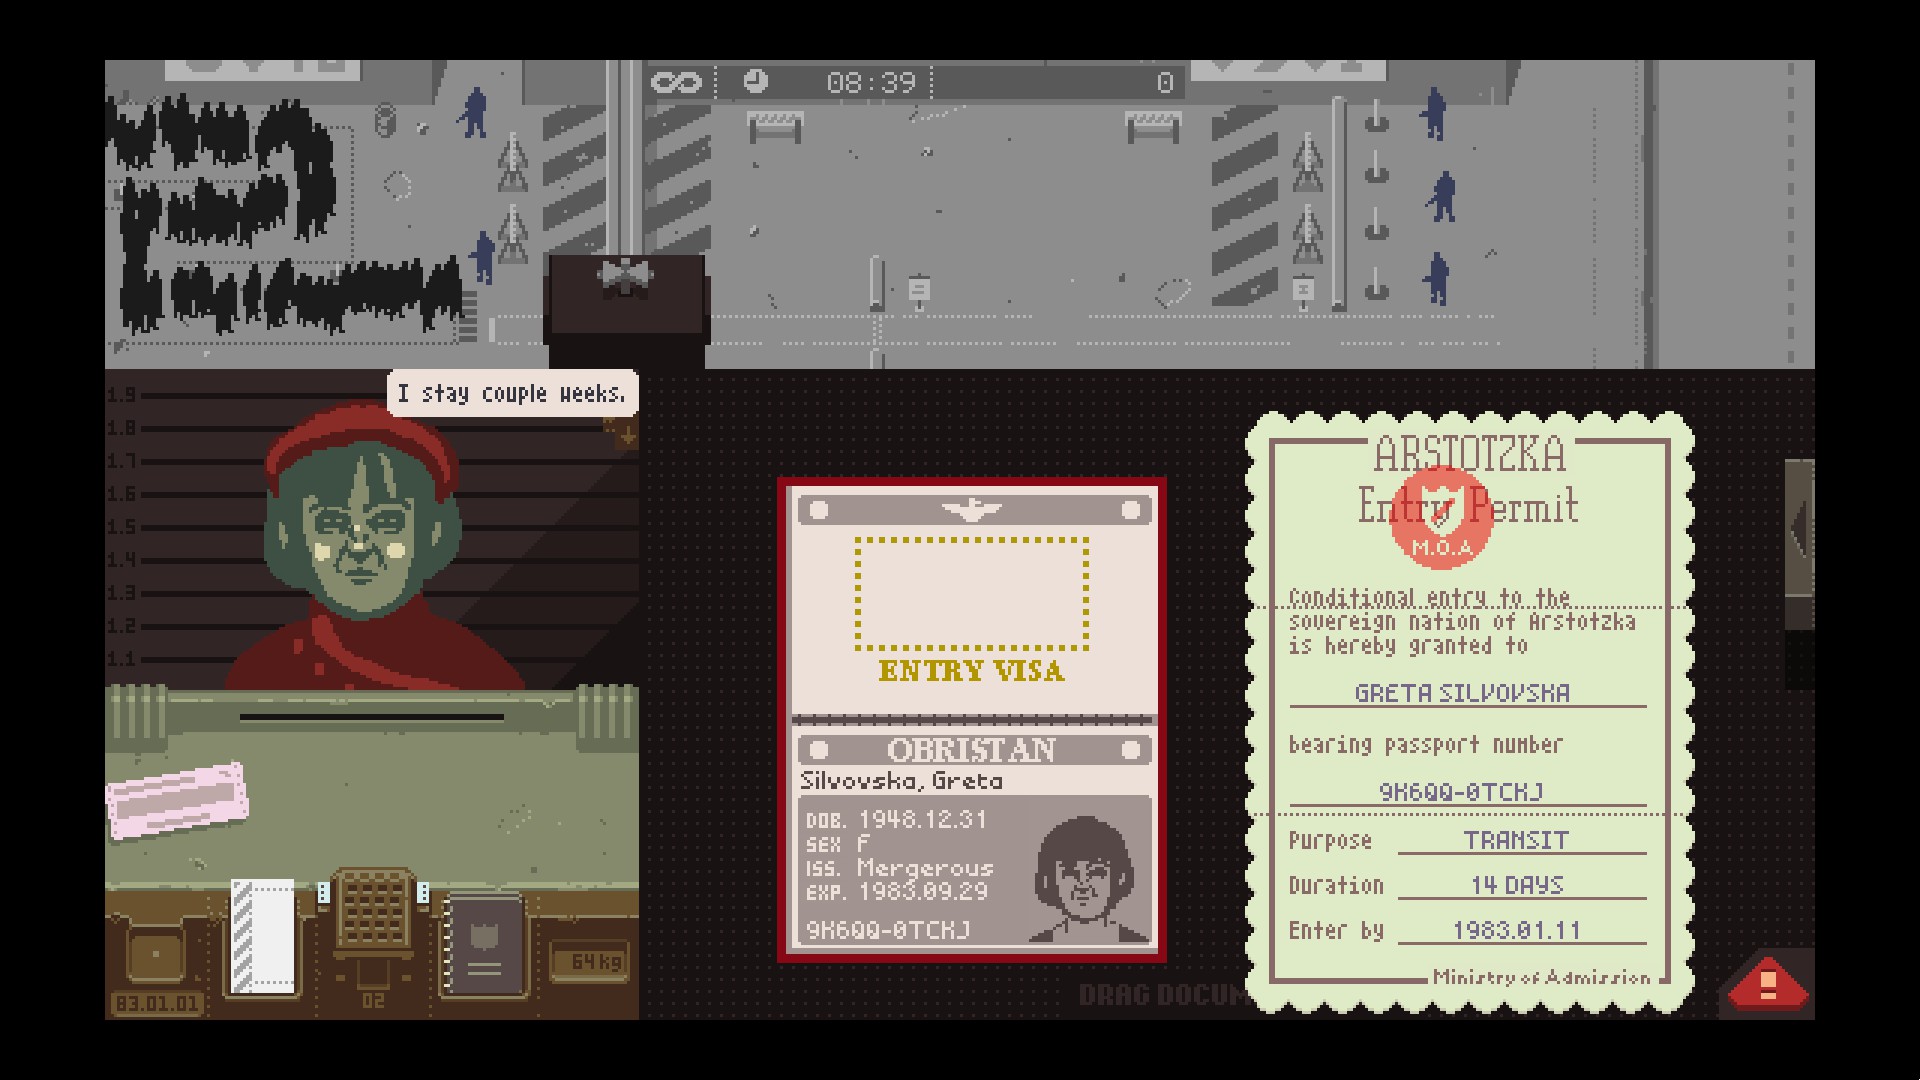 08:39
0
I stay couple weeks.
1.9
1.8
1.7
1.6
1.5
1.4
1.3
1.2
1.1
64kg
83.01.01
02
ENTRY VISA
OBRISTAN
Silvovska, Greta
DOB. 1948.12.31
SEX F
ISS. Mergerous
EXP. 1983.09.29
9K6QQ-0TCKJ
DRAG
ARSTOTZKA
Entry Permit
M.O.A
Conditional entry to the
sovereign nation of Arstotzka
is hereby granted to
GRETA SILVOVSKA
bearing passport number
9K6QQ-0TCKJ
Purpose TRANSIT
Duration 14 DAYS
Enter by 1983.01.11
Ministry of Admission